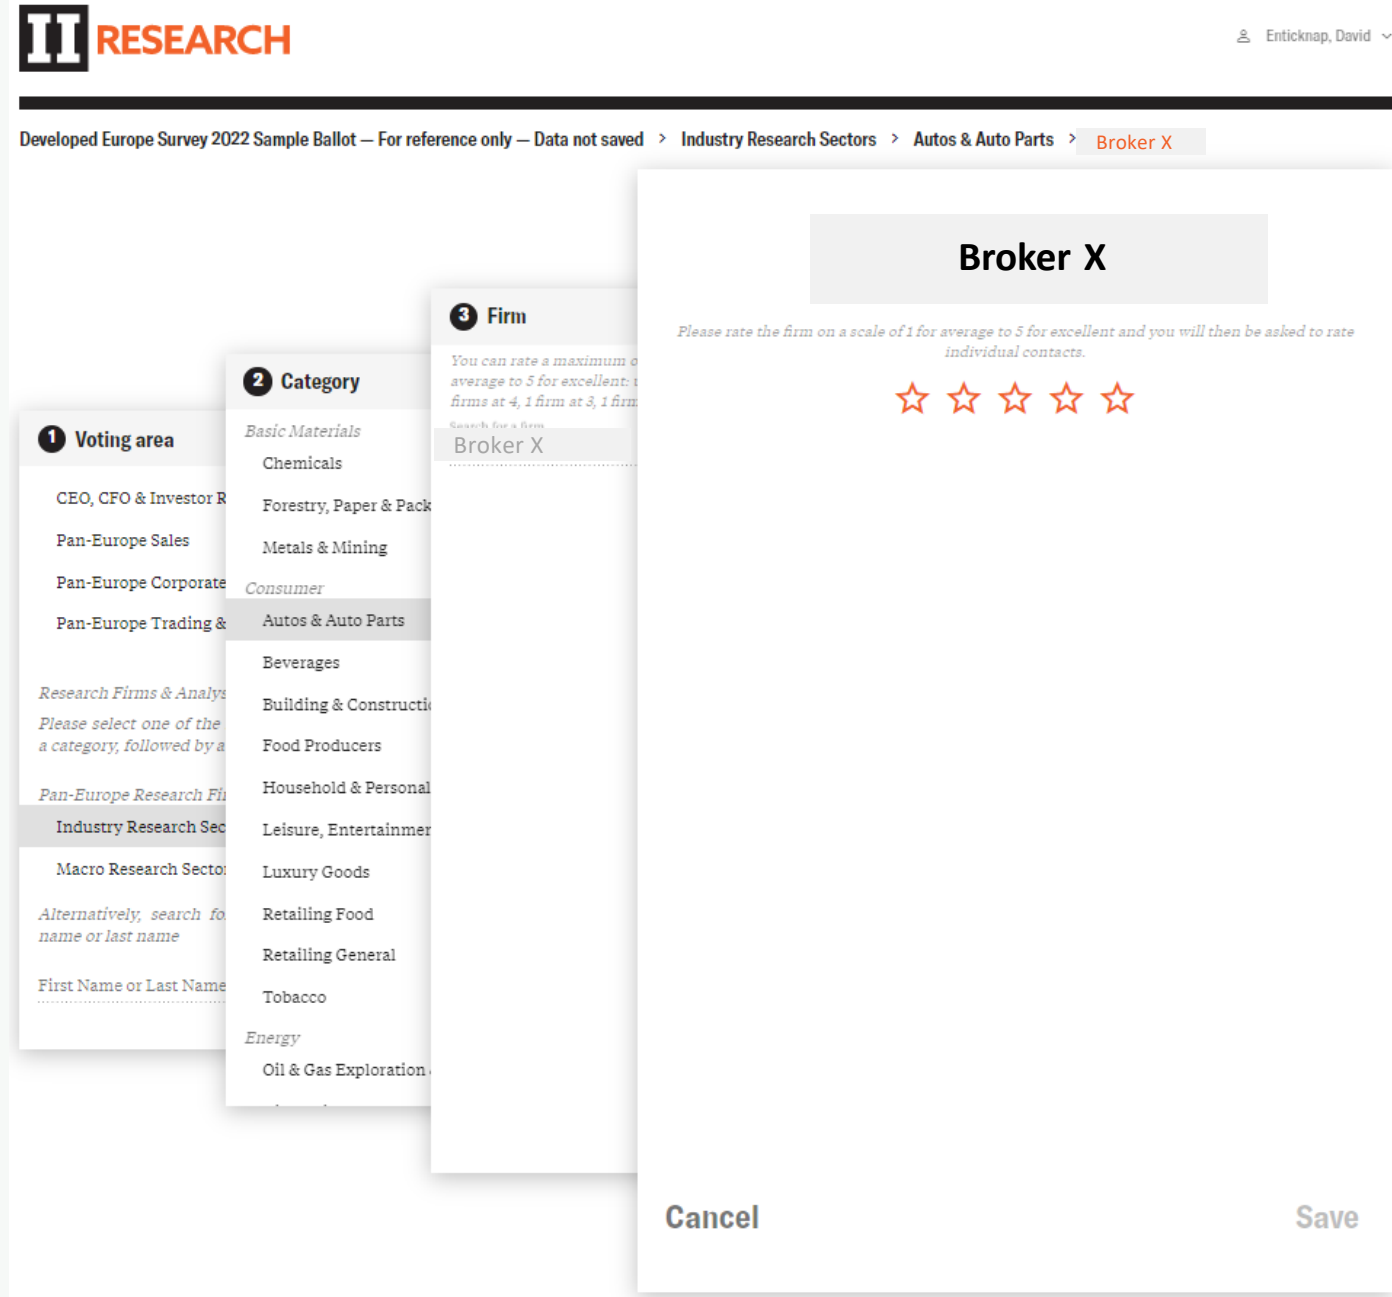 II RESEARCH
Enticknap, David
Developed Europe Survey 2022 Sample Ballot — For reference only — Data not saved > Industry Research Sectors > Autos & Auto Parts > Broker X
1 Voting area
CEO, CFO & Investor R
Pan-Europe Sales
Pan-Europe Corporate
Pan-Europe Trading &
Research Firms & Analys
Please select one of the
a category, followed by a
Pan-Europe Research Fi
Industry Research Sec
Macro Research Secto
Alternatively, search fo
name or last name
First Name or Last Name
2 Category
Basic Materials
Chemicals
Forestry, Paper & Pack
Metals & Mining
Consumer
Autos & Auto Parts
Beverages
Building & Constructi
Food Producers
Household & Personal
Leisure, Entertainmen
Luxury Goods
Retailing Food
Retailing General
Tobacco
Energy
Oil & Gas Exploration
3 Firm
You can rate a maximum o
average to 5 for excellent:
firms at 4, 1 firm at 3, 1 firm
Search for a firm
Broker X
Broker X
Please rate the firm on a scale of 1 for average to 5 for excellent and you will then be asked to rate
individual contacts.
Cancel
Save